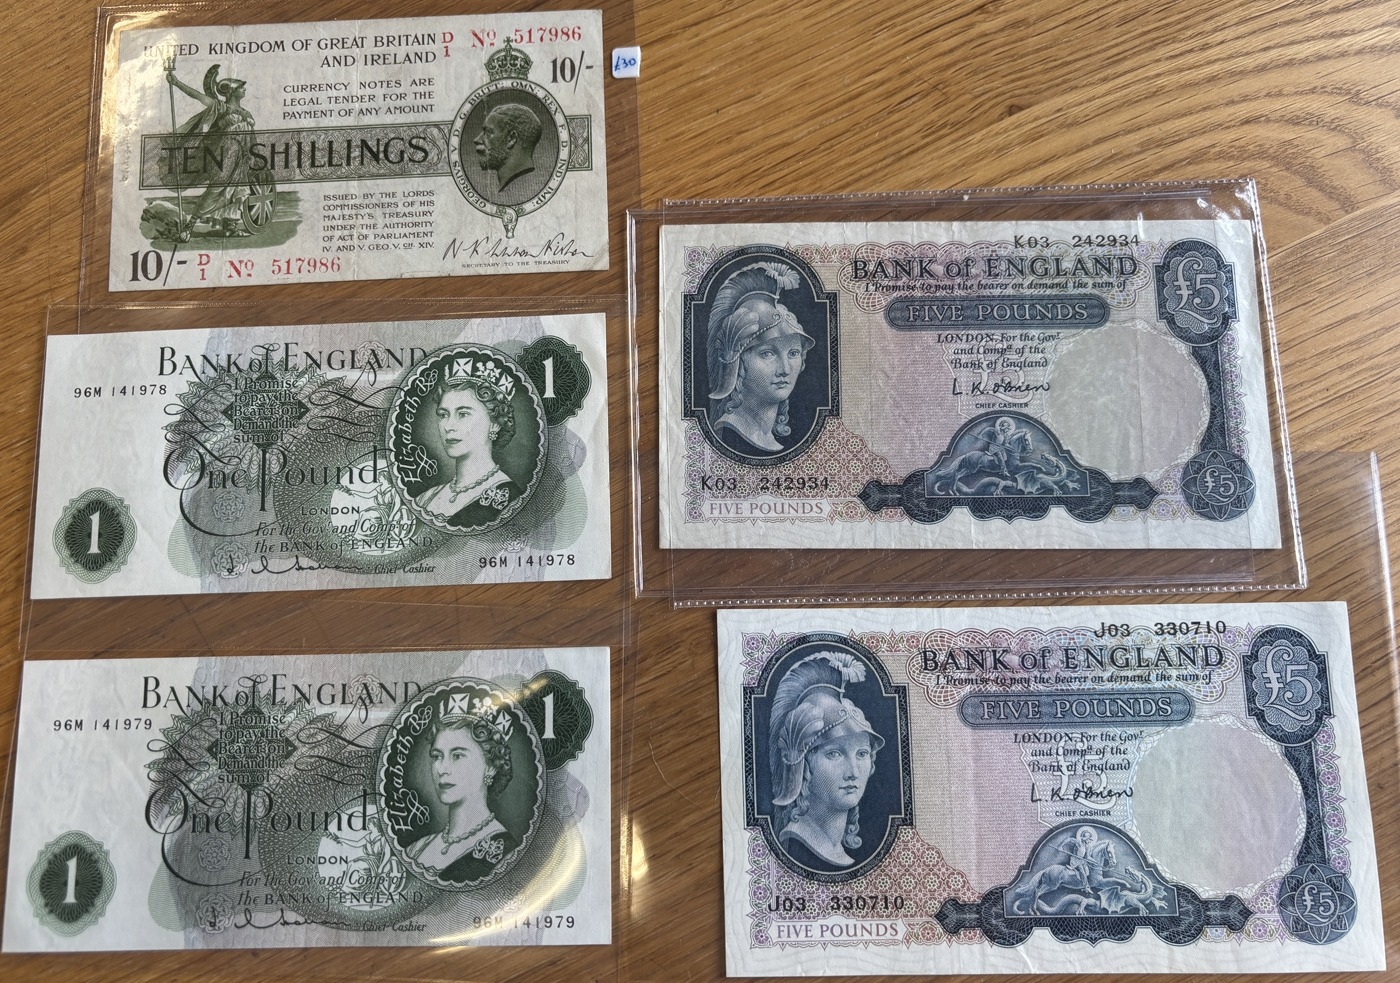 UNITED KINGDOM OF GREAT BRITAIN
AND IRELAND
D
1 No 517986
10/-
CURRENCY NOTES ARE
LEGAL TENDER FOR THE
PAYMENT OF ANY AMOUNT
TEN SHILLINGS
GEORGIVS V D. G. BRITT: OMN: REX F. D. IND: IMP:
ISSUED BY THE LORDS
COMMISSIONERS OF HIS
MAJESTY'S TREASURY
UNDER THE AUTHORITY
OF ACT OF PARLIAMENT
IV. AND V. GEO. V. CH. XIV.
SECRETARY TO THE TREASURY
10/-
D
1 No 517986
£30
BANK of ENGLAND
1
96M 141978
I Promise
to pay the
Bearer on
Demand the
sum of
One Pound
Elizabeth R
LONDON
For the Govr and Compa of
the BANK of ENGLAND.
Chief Cashier
1
96M 141978
BANK of ENGLAND
1
96M 141979
I Promise
to pay the
Bearer on
Demand the
sum of
One Pound
Elizabeth R
LONDON
For the Govr and Compa of
the BANK of ENGLAND.
Chief Cashier
1
96M 141979
K03 242934
BANK of ENGLAND
I Promise to pay the bearer on demand the sum of
£5
FIVE POUNDS
LONDON. For the Govr
and Compa of the
Bank of England
L. K. O'Brien
CHIEF CASHIER
K03 242934
FIVE POUNDS
£5
J03 330710
BANK of ENGLAND
I Promise to pay the bearer on demand the sum of
£5
FIVE POUNDS
LONDON. For the Govr
and Compa of the
Bank of England
L. K. O'Brien
CHIEF CASHIER
J03 330710
FIVE POUNDS
£5